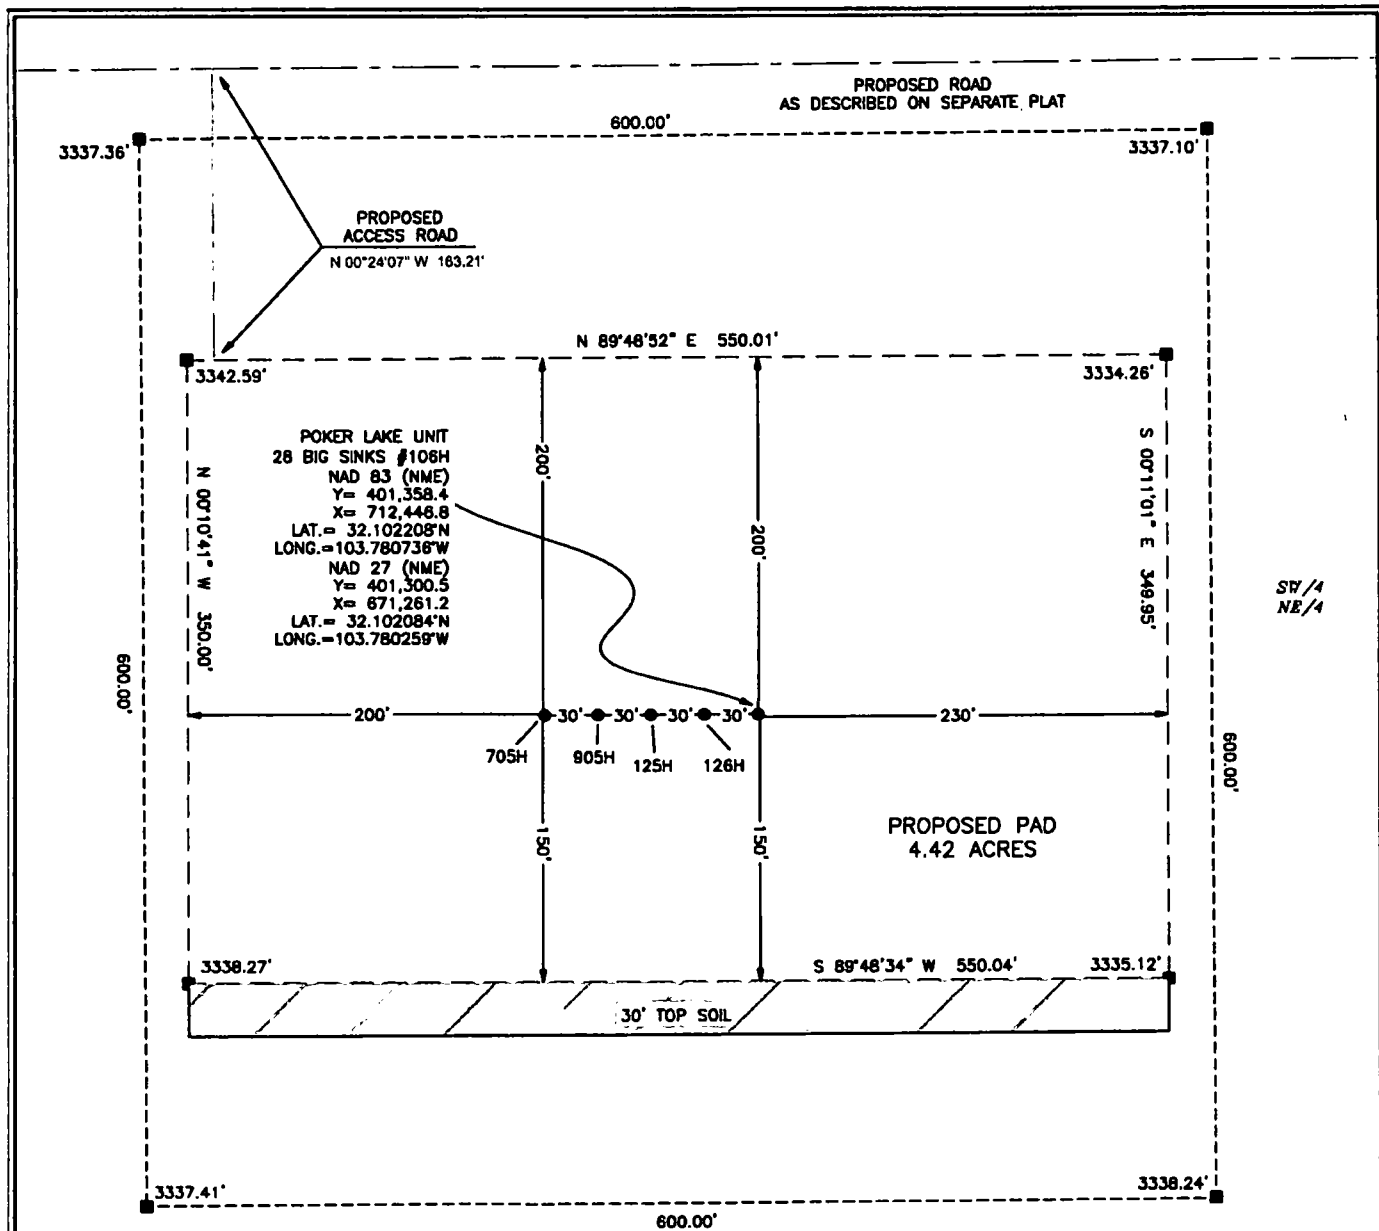 PROPOSED ROAD
AS DESCRIBED ON SEPARATE PLAT
600.00'
3337.36'
3337.10'
PROPOSED
ACCESS ROAD
N 00°24'07" W 163.21'
N 89°48'52" E 550.01'
3342.59'
3334.26'
POKER LAKE UNIT
28 BIG SINKS #106H
NAD 83 (NME)
Y= 401,358.4
X= 712,446.8
LAT.= 32.102208°N
LONG.=103.780736°W
NAD 27 (NME)
Y= 401,300.5
X= 671,261.2
LAT.= 32.102084°N
LONG.=103.780259°W
200'
200'
N 00°10'41" W 350.00'
S 00°11'01" E 349.95'
SW/4
NE/4
600.00'
200'
30'
30'
30'
30'
230'
705H
905H
125H
126H
600.00'
150'
150'
PROPOSED PAD
4.42 ACRES
3338.27'
S 89°48'34" W 550.04'
3335.12'
30' TOP SOIL
3337.41'
3338.24'
600.00'